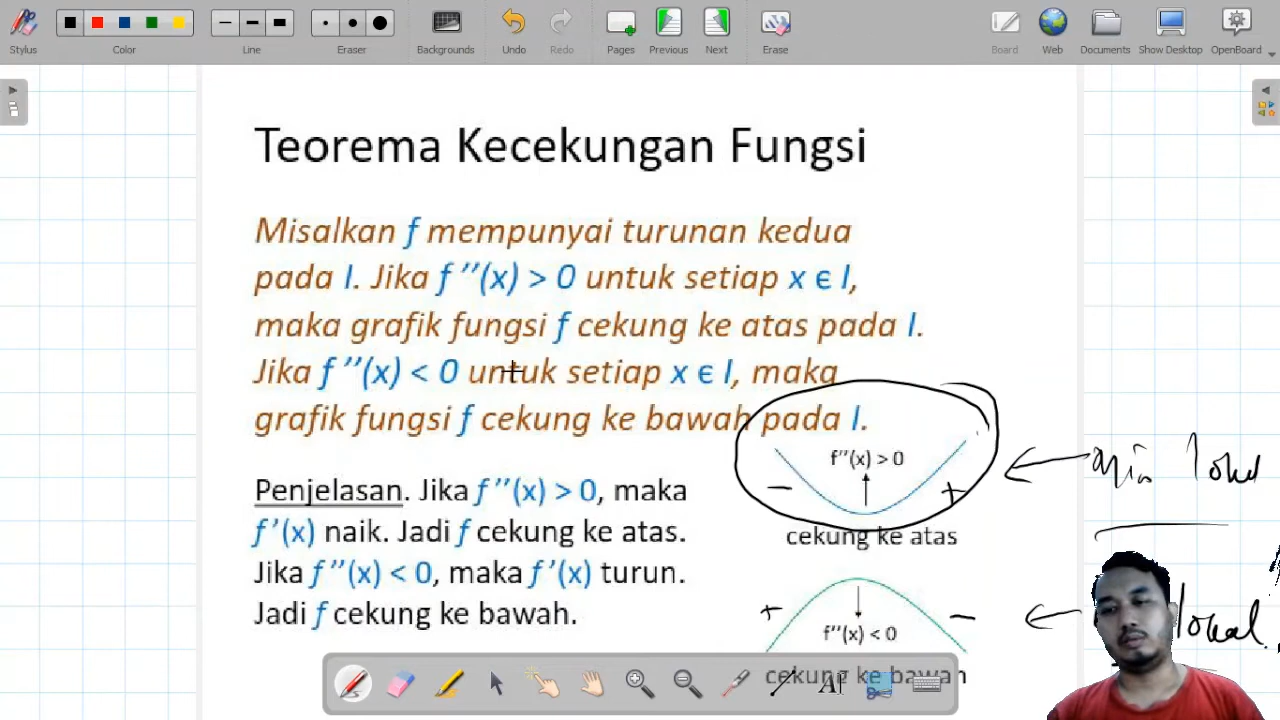 Stylus
Color
Line
Eraser
Backgrounds
Undo
Redo
Pages
Previous
Next
Erase
Board
Web
Documents
Show Desktop
OpenBoard
Teorema Kecekungan Fungsi
Misalkan f mempunyai turunan kedua
pada I. Jika f ’’(x) > 0 untuk setiap x ϵ I,
maka grafik fungsi f cekung ke atas pada I.
Jika f ’’(x) < 0 untuk setiap x ϵ I, maka
grafik fungsi f cekung ke bawah pada I.
Penjelasan. Jika f ’’(x) > 0, maka
f ’(x) naik. Jadi f cekung ke atas.
Jika f ’’(x) < 0, maka f ’(x) turun.
Jadi f cekung ke bawah.
f’’(x) > 0
− +
cekung ke atas
lokal
+ −
f’’(x) < 0
cekung ke bawah
lokal